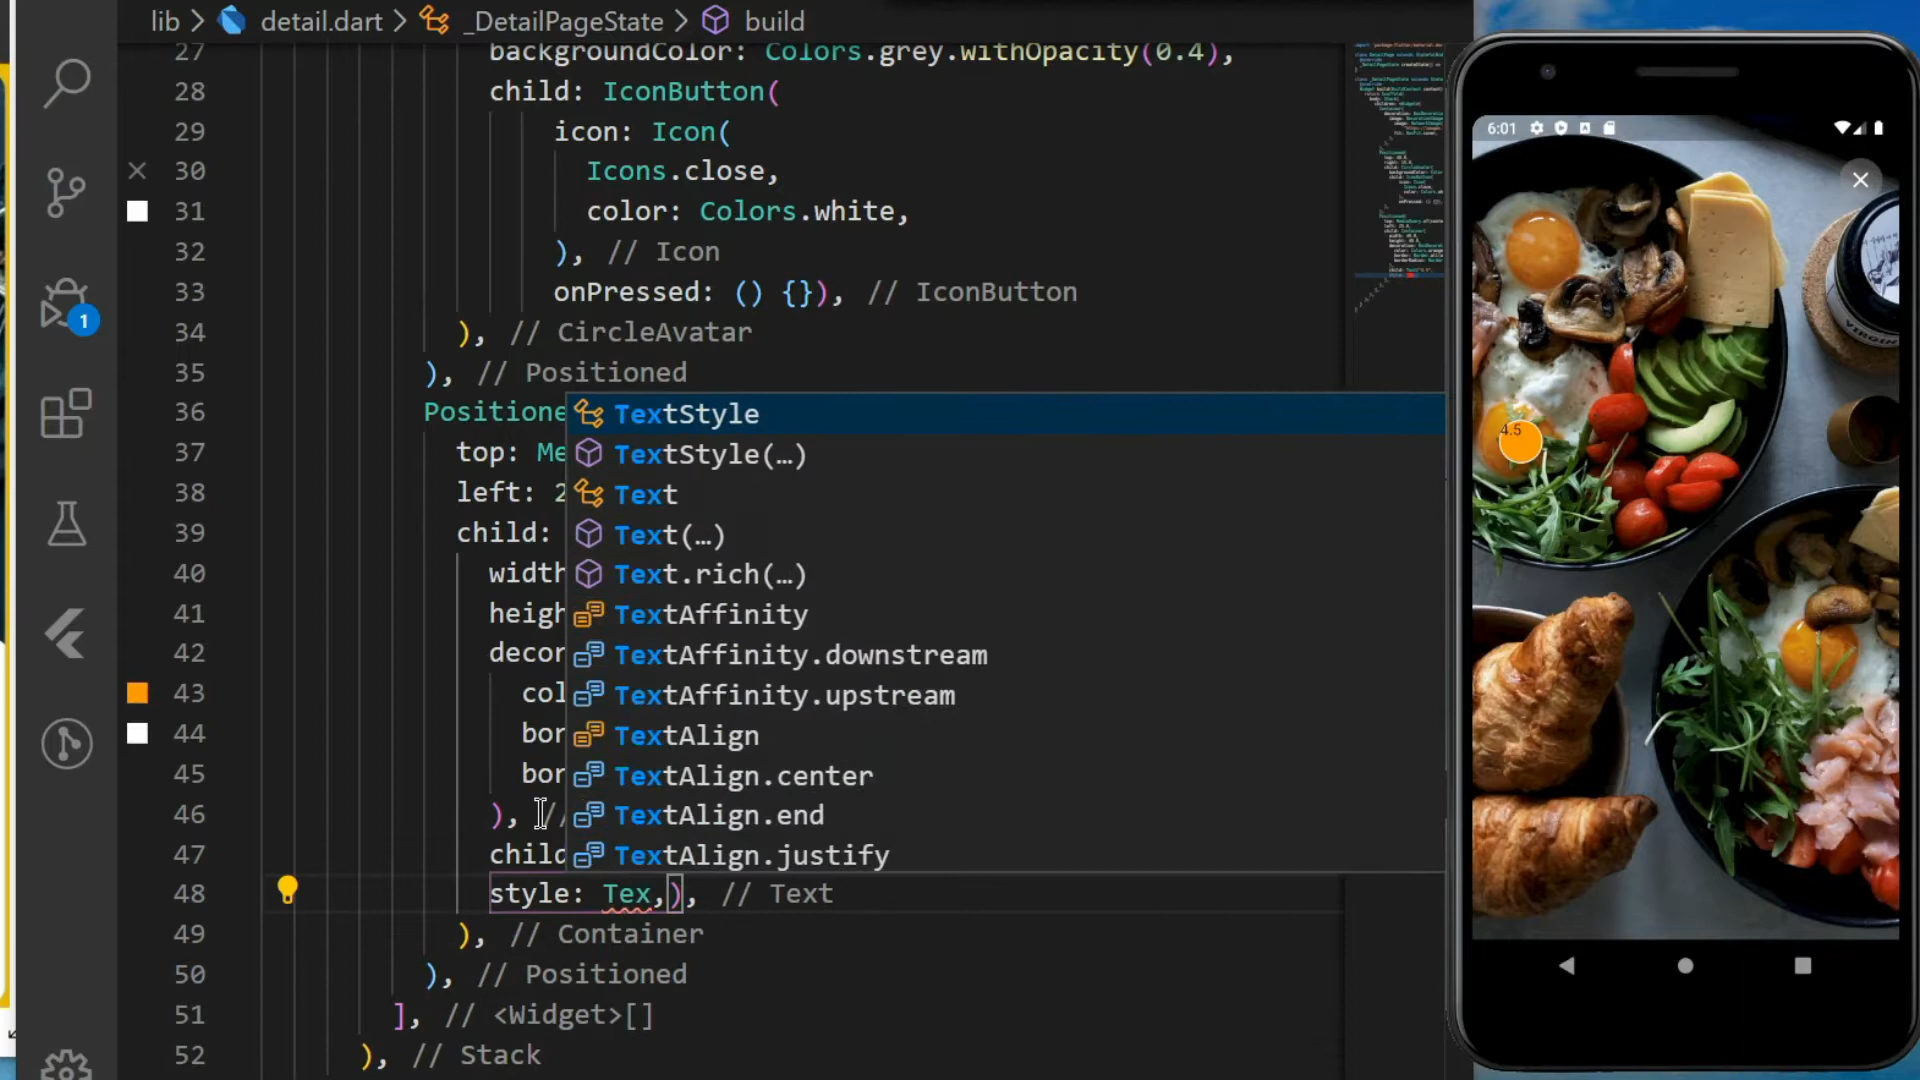 lib > detail.dart > _DetailPageState > build
27 backgroundColor: Colors.grey.withOpacity(0.4),
28 child: IconButton(
29 icon: Icon(
30 Icons.close,
31 color: Colors.white,
32 ), // Icon
33 onPressed: () {}), // IconButton
34 ), // CircleAvatar
35 ), // Positioned
36 Positione
TextStyle
37 top: Me
TextStyle(…)
38 left: 2
Text
39 child:
Text(…)
40 width
Text.rich(…)
41 heigh
TextAffinity
42 decor
TextAffinity.downstream
43 col
TextAffinity.upstream
44 bor
TextAlign
45 bor
TextAlign.center
46 ), //
TextAlign.end
47 child
TextAlign.justify
48 style: Tex,), // Text
49 ), // Container
50 ), // Positioned
51 ], // <Widget>[]
52 ), // Stack
1
6:01
4.5
VIRGIN